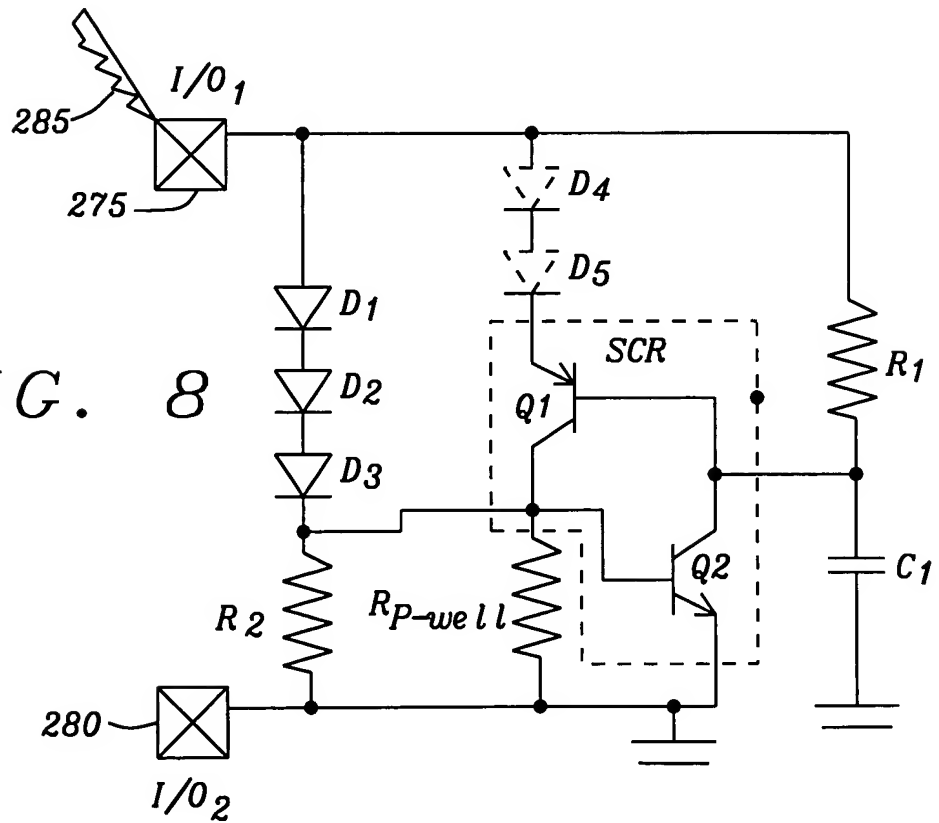 285
I/O1
275
D4
D5
D1
SCR
Q1
R1
G. 8
D2
D3
Q2
C1
R2
RP-well
280
I/O2